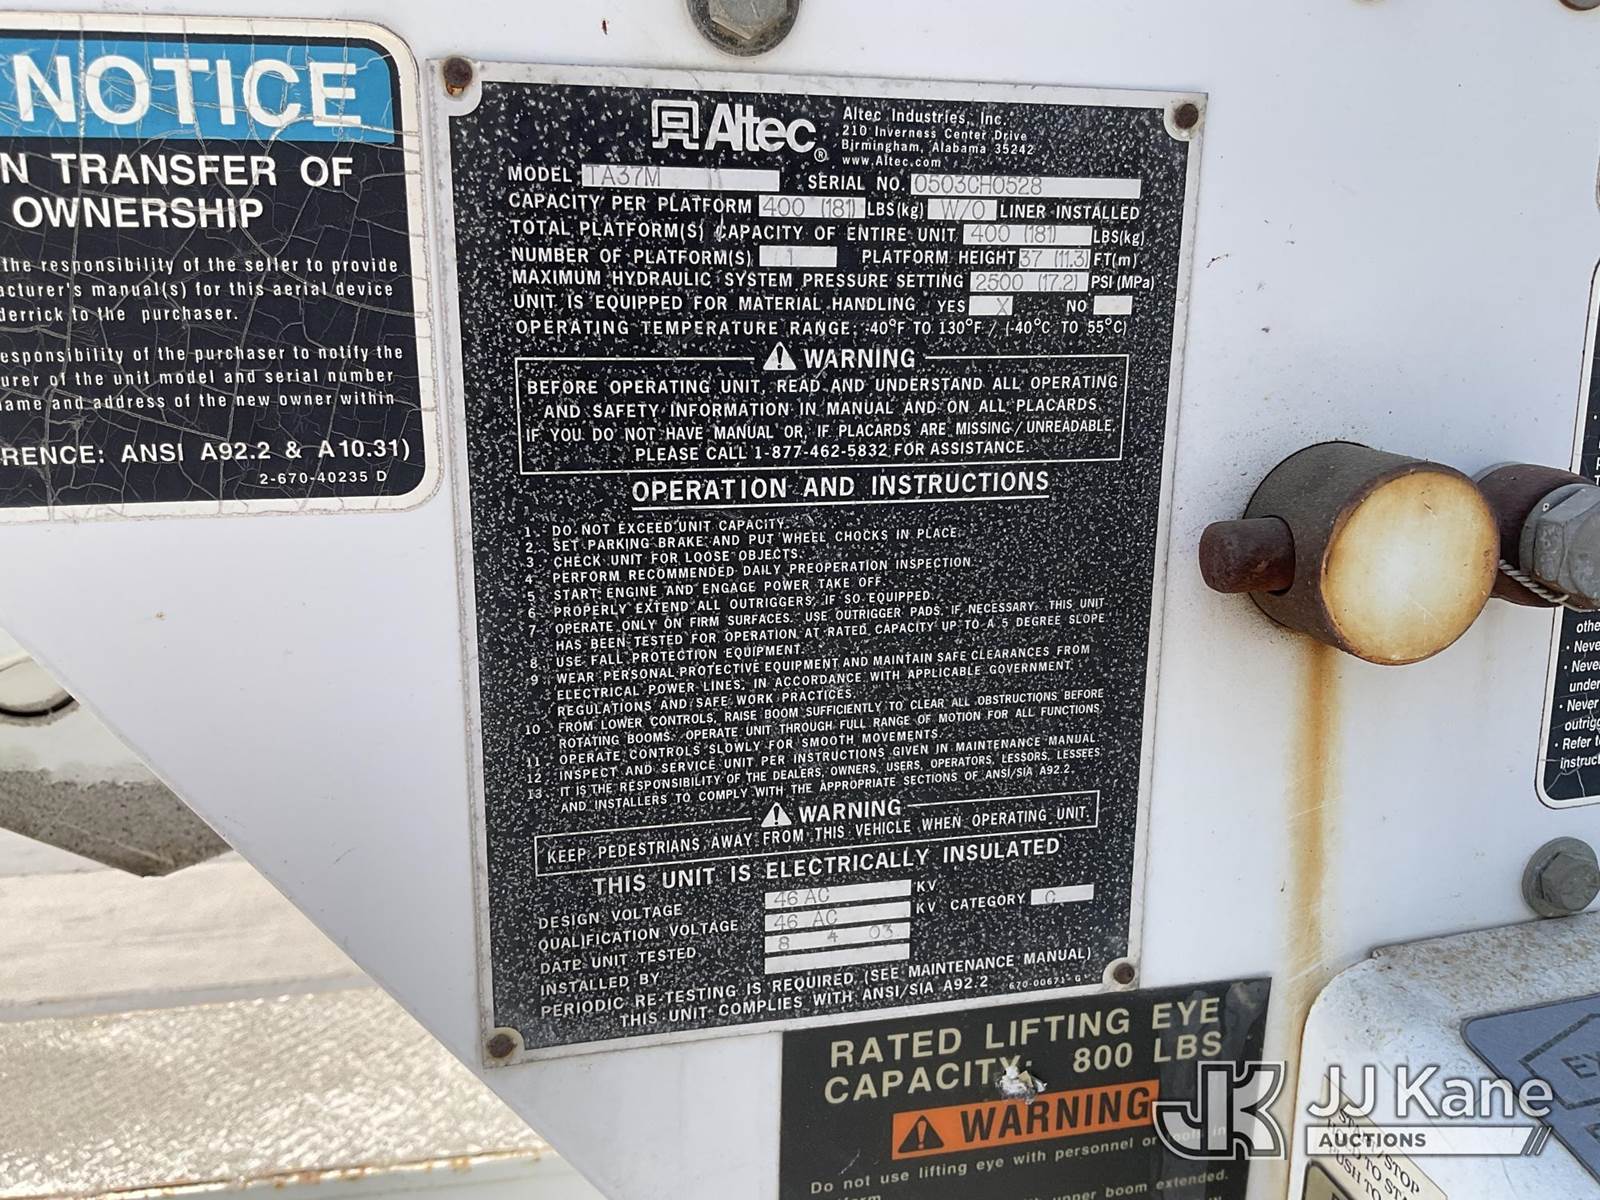 NOTICE
N TRANSFER OF
OWNERSHIP
the responsibility of the seller to provide
acturer's manual(s) for this aerial device
derrick to the purchaser.
esponsibility of the purchaser to notify the
urer of the unit model and serial number
name and address of the new owner within
RENCE: ANSI A92.2 & A10.31)
2-670-40235 D
Altec®
Altec Industries, Inc.
210 Inverness Center Drive
Birmingham, Alabama 35242
www.Altec.com
MODEL TA37M SERIAL NO. 0503CH0528
CAPACITY PER PLATFORM 400 (181) LBS(kg) W/O LINER INSTALLED
TOTAL PLATFORM(S) CAPACITY OF ENTIRE UNIT 400 (181) LBS(kg)
NUMBER OF PLATFORM(S) 1 PLATFORM HEIGHT 37 (11.3) FT(m)
MAXIMUM HYDRAULIC SYSTEM PRESSURE SETTING 2500 (17.2) PSI (MPa)
UNIT IS EQUIPPED FOR MATERIAL HANDLING YES X NO
OPERATING TEMPERATURE RANGE: -40°F TO 130°F / (-40°C TO 55°C)
WARNING
BEFORE OPERATING UNIT, READ AND UNDERSTAND ALL OPERATING
AND SAFETY INFORMATION IN MANUAL AND ON ALL PLACARDS.
IF YOU DO NOT HAVE MANUAL OR IF PLACARDS ARE MISSING/UNREADABLE,
PLEASE CALL 1-877-462-5832 FOR ASSISTANCE.
OPERATION AND INSTRUCTIONS
1. DO NOT EXCEED UNIT CAPACITY.
2. SET PARKING BRAKE AND PUT WHEEL CHOCKS IN PLACE.
3. CHECK UNIT FOR LOOSE OBJECTS.
4. PERFORM RECOMMENDED DAILY PREOPERATION INSPECTION.
5. START ENGINE AND ENGAGE POWER TAKE OFF.
6. PROPERLY EXTEND ALL OUTRIGGERS, IF SO EQUIPPED.
7. OPERATE ONLY ON FIRM SURFACES. USE OUTRIGGER PADS, IF NECESSARY. THIS UNIT
HAS BEEN TESTED FOR OPERATION AT RATED CAPACITY UP TO A 5 DEGREE SLOPE
8. USE FALL PROTECTION EQUIPMENT.
9. WEAR PERSONAL PROTECTIVE EQUIPMENT AND MAINTAIN SAFE CLEARANCES FROM
ELECTRICAL POWER LINES, IN ACCORDANCE WITH APPLICABLE GOVERNMENT
REGULATIONS AND SAFE WORK PRACTICES.
10. FROM LOWER CONTROLS, RAISE BOOM SUFFICIENTLY TO CLEAR ALL OBSTRUCTIONS BEFORE
ROTATING BOOMS. OPERATE UNIT THROUGH FULL RANGE OF MOTION FOR ALL FUNCTIONS.
11. OPERATE CONTROLS SLOWLY FOR SMOOTH MOVEMENTS.
12. INSPECT AND SERVICE UNIT PER INSTRUCTIONS GIVEN IN MAINTENANCE MANUAL.
13. IT IS THE RESPONSIBILITY OF THE DEALERS, OWNERS, USERS, OPERATORS, LESSORS, LESSEES
AND INSTALLERS TO COMPLY WITH THE APPROPRIATE SECTIONS OF ANSI/SIA A92.2.
WARNING
KEEP PEDESTRIANS AWAY FROM THIS VEHICLE WHEN OPERATING UNIT.
THIS UNIT IS ELECTRICALLY INSULATED
DESIGN VOLTAGE 46 AC KV
QUALIFICATION VOLTAGE 46 AC KV CATEGORY C
DATE UNIT TESTED 8 4 03
INSTALLED BY
PERIODIC RE-TESTING IS REQUIRED (SEE MAINTENANCE MANUAL)
THIS UNIT COMPLIES WITH ANSI/SIA A92.2 670-00671 G
RATED LIFTING EYE
CAPACITY: 800 LBS
WARNING
Do not use lifting eye with personnel or tools in
upper boom extended.
othe
• Neve
• Neve
under
• Never
outrigg
• Refer t
instruct
START / STOP
JJ Kane
AUCTIONS